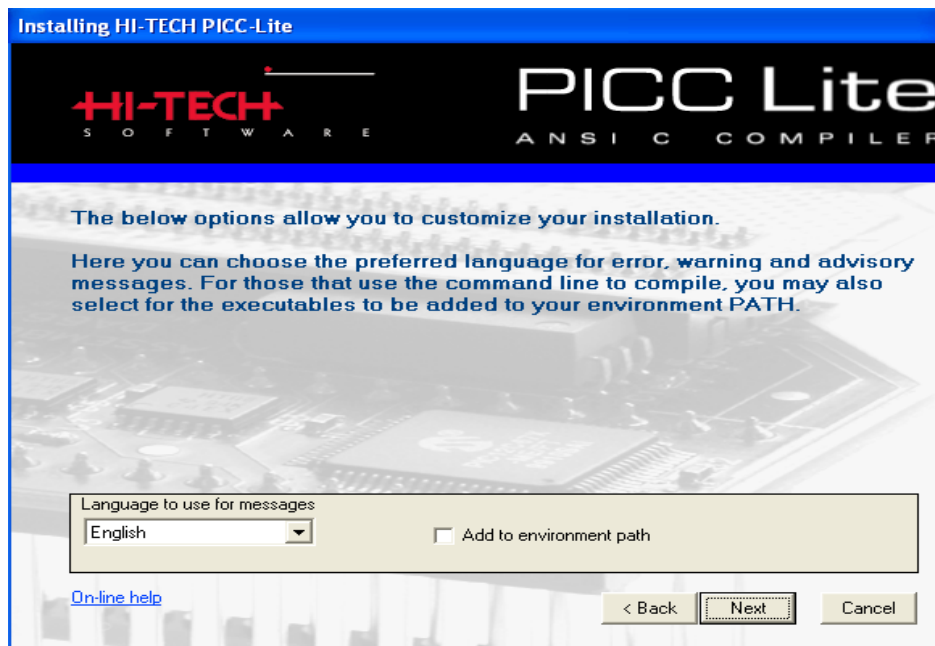 Installing HI-TECH PICC-Lite
HI-TECH
SOFTWARE
PICC Lite
ANSI C COMPILER
The below options allow you to customize your installation.
Here you can choose the preferred language for error, warning and advisory
messages. For those that use the command line to compile, you may also
select for the executables to be added to your environment PATH.
Language to use for messages
English
Add to environment path
On-line help
< Back
Next
Cancel